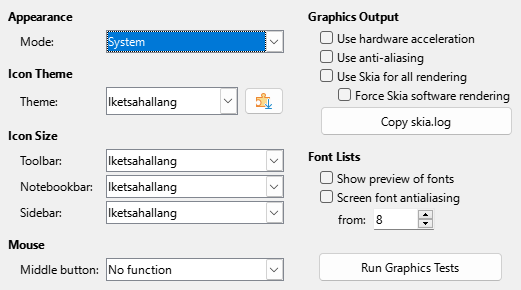 Appearance
Mode: System
Icon Theme
Theme: Iketsahallang
Icon Size
Toolbar: Iketsahallang
Notebookbar: Iketsahallang
Sidebar: Iketsahallang
Mouse
Middle button: No function
Graphics Output
Use hardware acceleration
Use anti-aliasing
Use Skia for all rendering
Force Skia software rendering
Copy skia.log
Font Lists
Show preview of fonts
Screen font antialiasing
from: 8
Run Graphics Tests